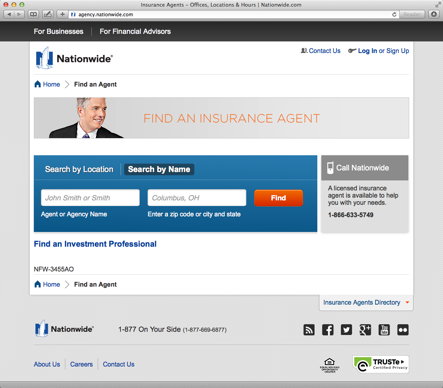 Insurance Agents – Offices, Locations & Hours | Nationwide.com
agency.nationwide.com
Reader
For Businesses
For Financial Advisors
Nationwide®
Contact Us
Log In or Sign Up
Home
Find an Agent
FIND AN INSURANCE AGENT
Search by Location
Search by Name
John Smith or Smith
Columbus, OH
Find
Agent or Agency Name
Enter a zip code or city and state
Call Nationwide
A licensed insurance
agent is available to help
you with your needs.
1-866-633-5749
Find an Investment Professional
NFW-3455AO
Home
Find an Agent
Insurance Agents Directory
Nationwide®
1-877 On Your Side (1-877-669-6877)
About Us
Careers
Contact Us
TRUSTe
Certified Privacy